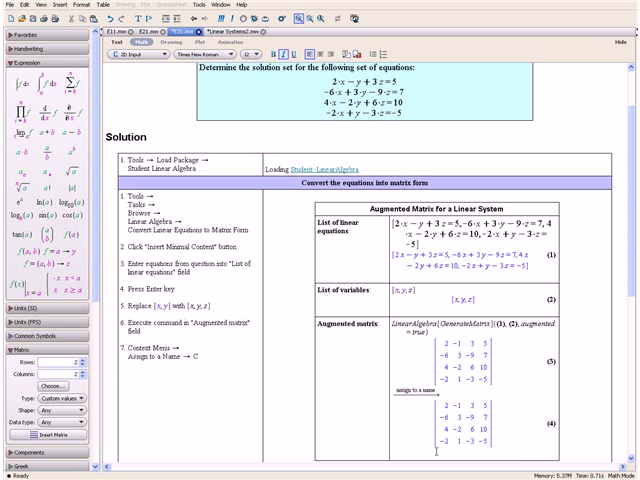 File Edit View Insert Format Table Drawing Plot Spreadsheet Tools Window Help
E11.mw E21.mw *E31.mw *Linear Systems2.mw
Text Math Drawing Plot Animation Hide
2D Input Times New Roman 12 B I U
Favorites
Handwriting
Expression
a + b a − b
a·b a/b a^b
a_n a_* √a
ⁿ√a a! |a|
e^a ln(a) log₁₀(a)
log_b(a) sin(a) cos(a)
tan(a) (a b) f(a)
f(a, b) f = a → y
f = (a, b) → z
f(x)|x = a { -x x < a
x x ≥ a
Units (SI)
Units (FPS)
Common Symbols
Matrix
Rows: 2
Columns: 2
Choose...
Type: Custom values
Shape: Any
Data type: Any
Insert Matrix
Components
Greek
Determine the solution set for the following set of equations:
2·x − y + 3 z = 5
-6·x + 3·y − 9·z = 7
4·x − 2·y + 6·z = 10
-2·x + y − 3·z = -5
Solution
1. Tools → Load Package →
Student Linear Algebra
Loading Student:-LinearAlgebra
Convert the equations into matrix form
1. Tools →
Tasks →
Browse →
Linear Algebra →
Convert Linear Equations to Matrix Form
2. Click "Insert Minimal Content" button
3. Enter equations from question into "List of
linear equations" field
4. Press Enter key
5. Replace [x, y] with [x, y, z]
6. Execute command in "Augmented matrix"
field
7. Context Menu →
Assign to a Name → C
Augmented Matrix for a Linear System
List of linear
equations:
[2·x − y + 3 z = 5, -6·x + 3·y − 9·z = 7, 4
·x − 2·y + 6·z = 10, -2·x + y − 3·z =
-5]
[2 x − y + 3 z = 5, -6 x + 3 y − 9 z = 7, 4 x
− 2 y + 6 z = 10, -2 x + y − 3 z = -5] (1)
List of variables: [x, y, z]
[x, y, z] (2)
Augmented matrix: LinearAlgebra[GenerateMatrix]((1), (2), augmented
= true)
2 -1 3 5
-6 3 -9 7
4 -2 6 10
-2 1 -3 -5
(3)
assign to a name
2 -1 3 5
-6 3 -9 7
4 -2 6 10
-2 1 -3 -5
(4)
Ready Memory: 5.37M Time: 0.71s Math Mode